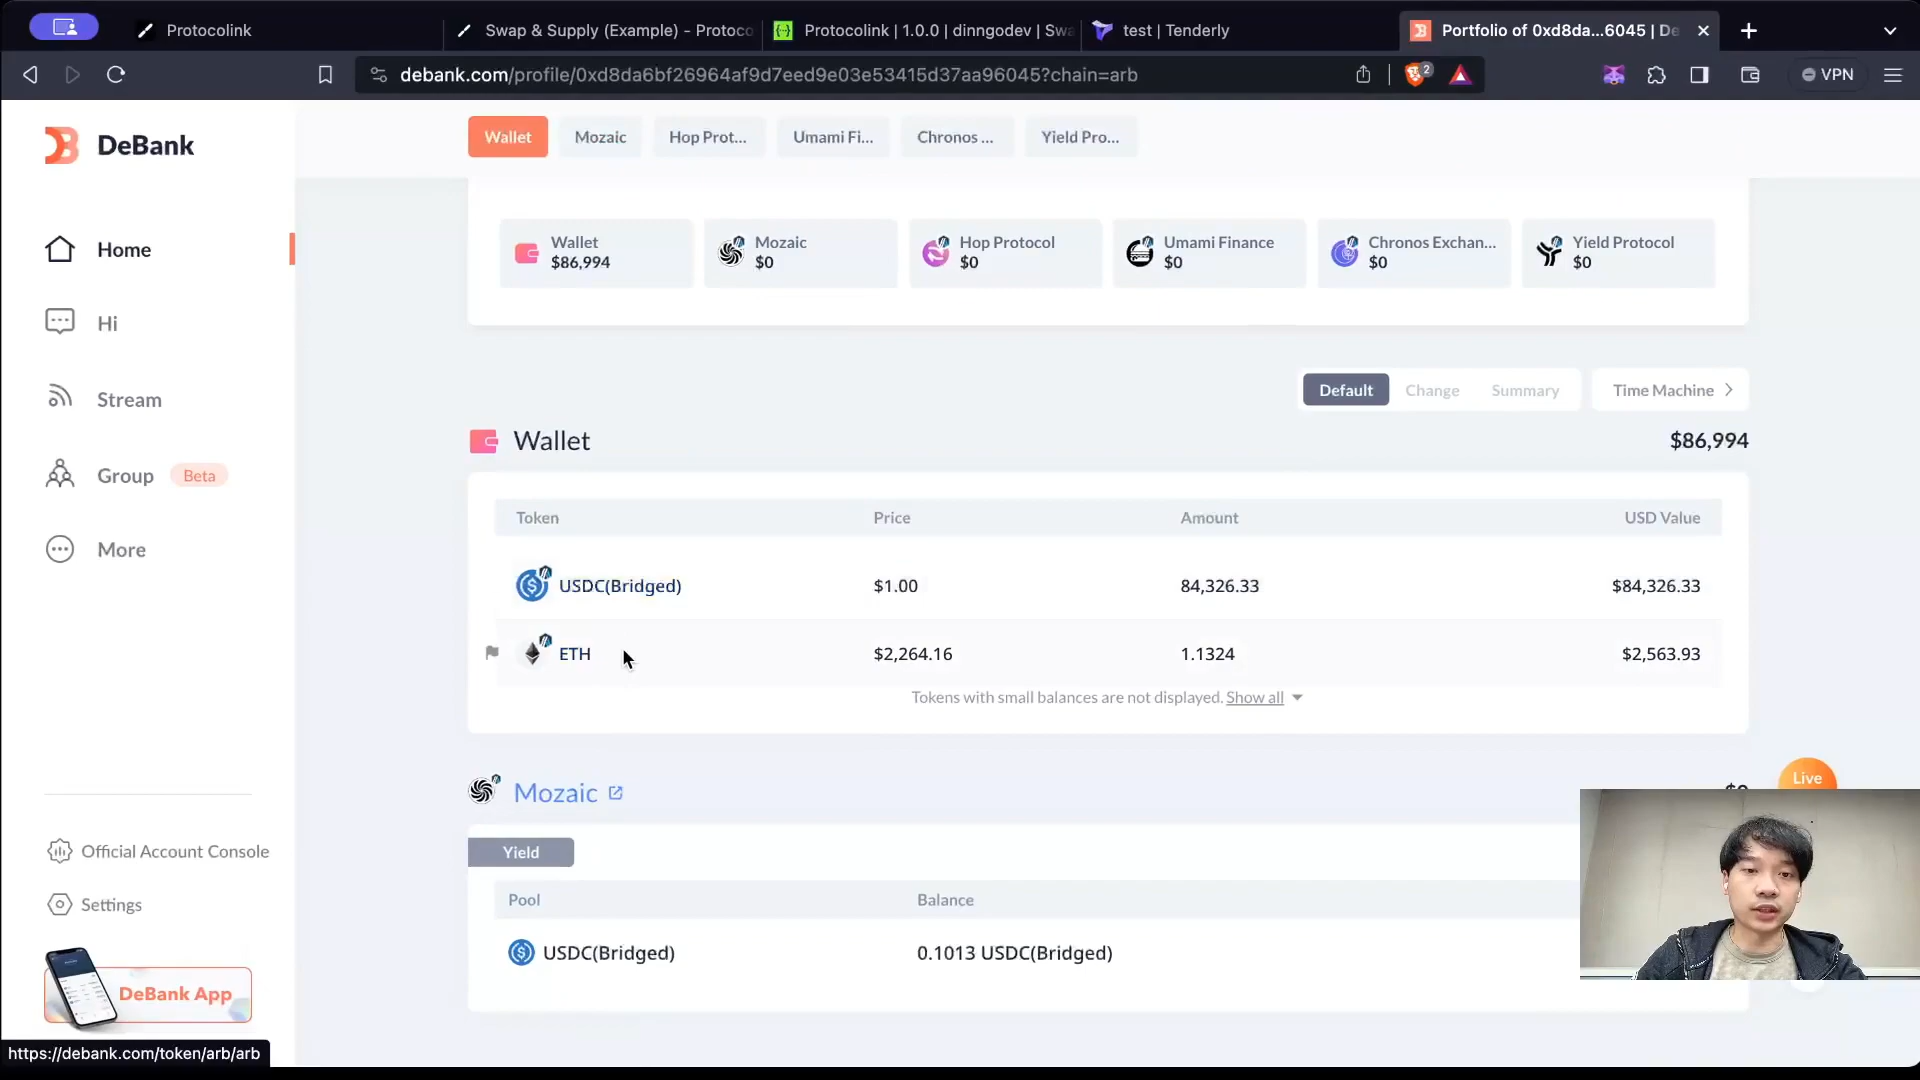 Protocolink
Swap & Supply (Example) - Protoco
Protocolink | 1.0.0 | dinngodev | Swa
test | Tenderly
Portfolio of 0xd8da...6045 | De
debank.com/profile/0xd8da6bf26964af9d7eed9e03e53415d37aa96045?chain=arb
2
VPN
DeBank
Wallet
Mozaic
Hop Prot...
Umami Fi...
Chronos ...
Yield Pro...
Home
Hi
Stream
Group Beta
More
Official Account Console
Settings
DeBank App
https://debank.com/token/arb/arb
Wallet
$86,994
Mozaic
$0
Hop Protocol
$0
Umami Finance
$0
Chronos Exchan...
$0
Yield Protocol
$0
Default Change Summary
Time Machine
Wallet
$86,994
Token Price Amount USD Value
USDC(Bridged) $1.00 84,326.33 $84,326.33
ETH $2,264.16 1.1324 $2,563.93
Tokens with small balances are not displayed. Show all
Mozaic
Live
Yield
Pool Balance
USDC(Bridged) 0.1013 USDC(Bridged)